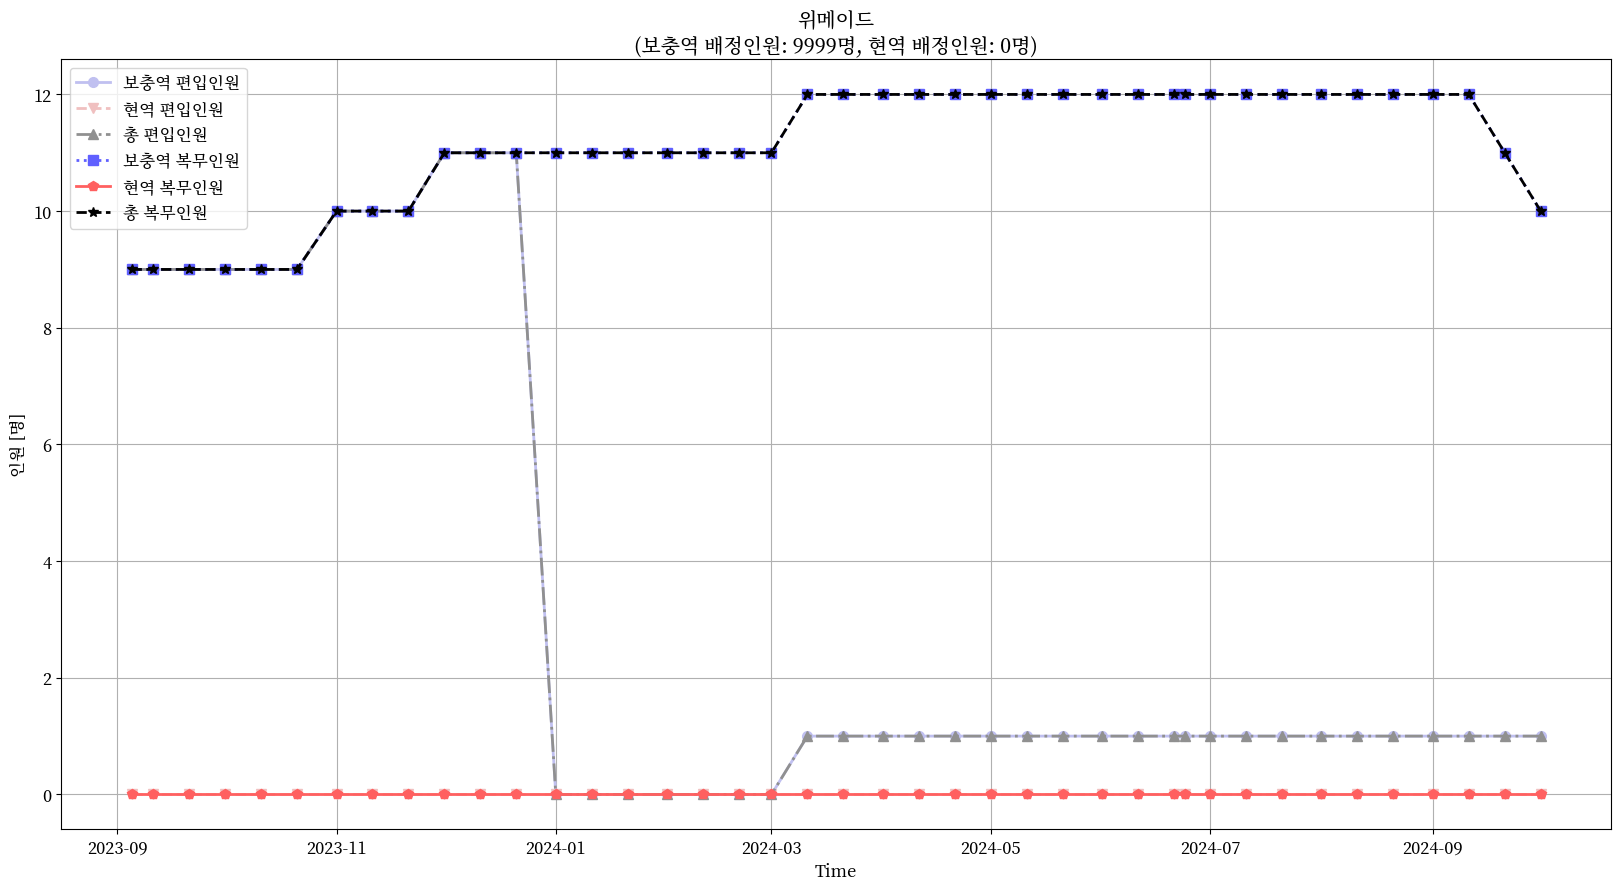 위메이드
(보충역 배정인원: 9999명, 현역 배정인원: 0명)
보충역 편입인원
현역 편입인원
총 편입인원
보충역 복무인원
현역 복무인원
총 복무인원
12
10
8
6
4
2
0
인원 [명]
2023-09
2023-11
2024-01
2024-03
2024-05
2024-07
2024-09
Time